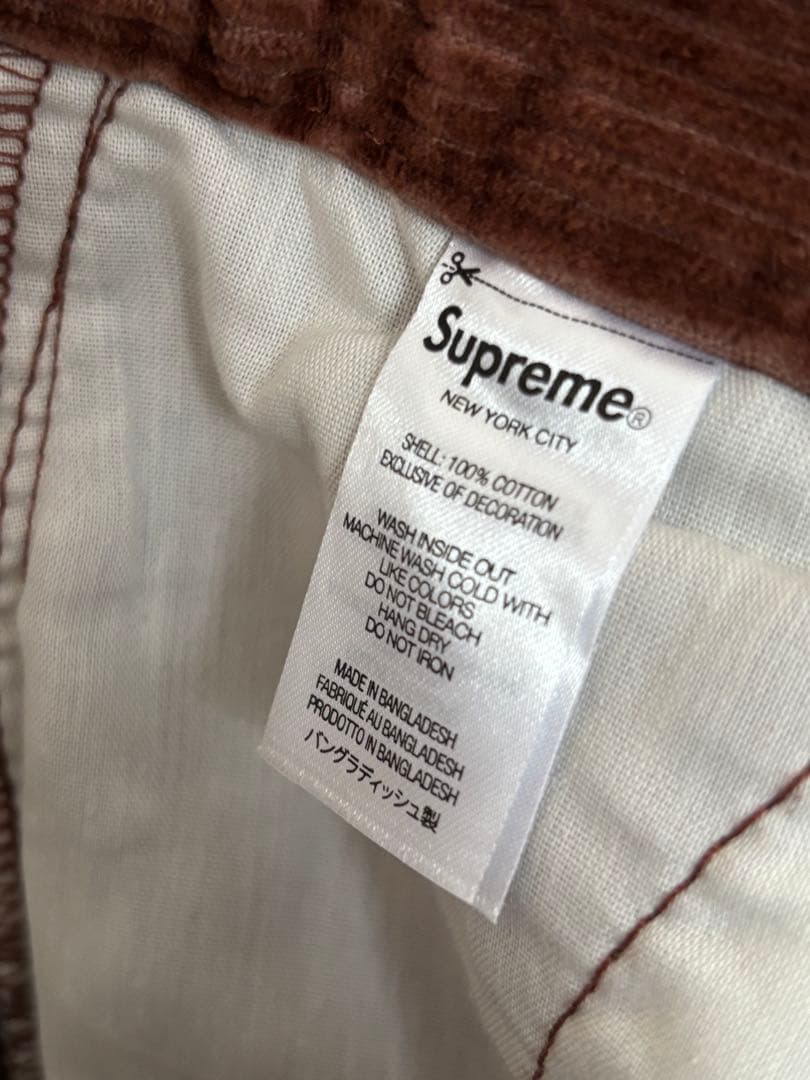 Supreme®
NEW YORK CITY
SHELL: 100% COTTON
EXCLUSIVE OF DECORATION
WASH INSIDE OUT
MACHINE WASH COLD WITH
LIKE COLORS
DO NOT BLEACH
HANG DRY
DO NOT IRON
MADE IN BANGLADESH
FABRIQUÉ AU BANGLADESH
PRODOTTO IN BANGLADESH
バングラディッシュ製